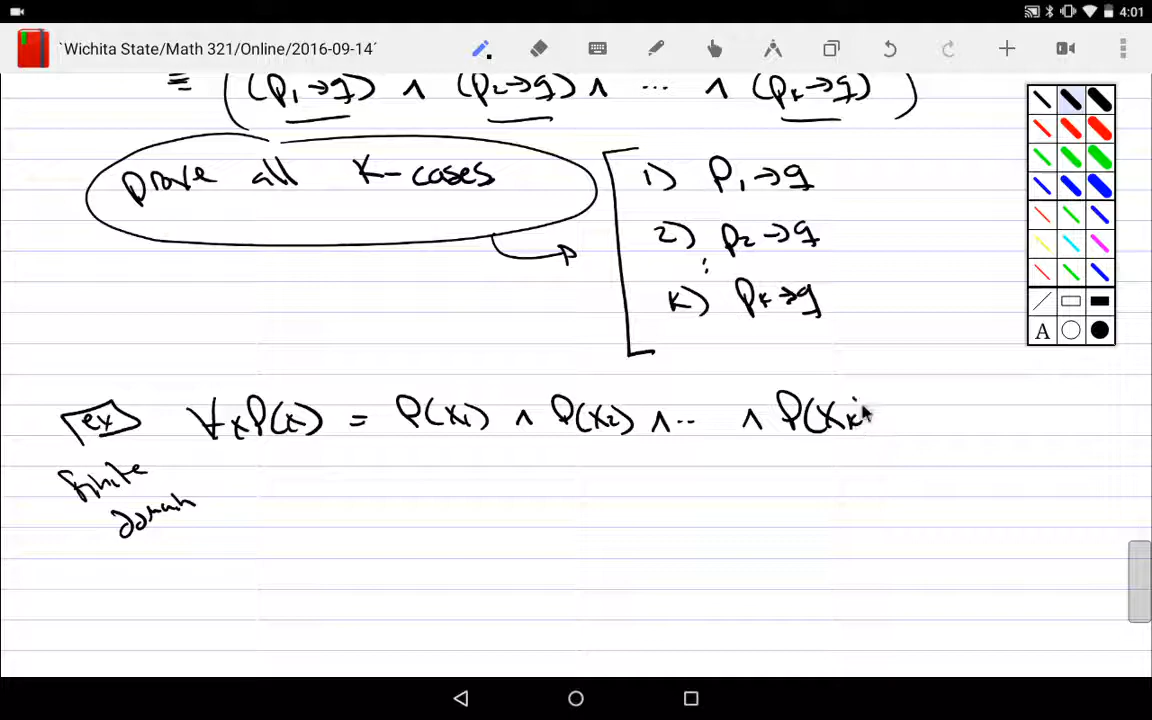 4:01
`Wichita State/Math 321/Online/2016-09-14´
≡ ( (p₁→q) ∧ (p₂→q) ∧ ... ∧ (pₖ→q) )
prove all K-cases
1) p₁→q
2) p₂→q
⋮
K) pₖ→q
ex ∀xP(x) = P(x₁) ∧ P(x₂) ∧ ... ∧ P(xₖ)
finite
domain
A